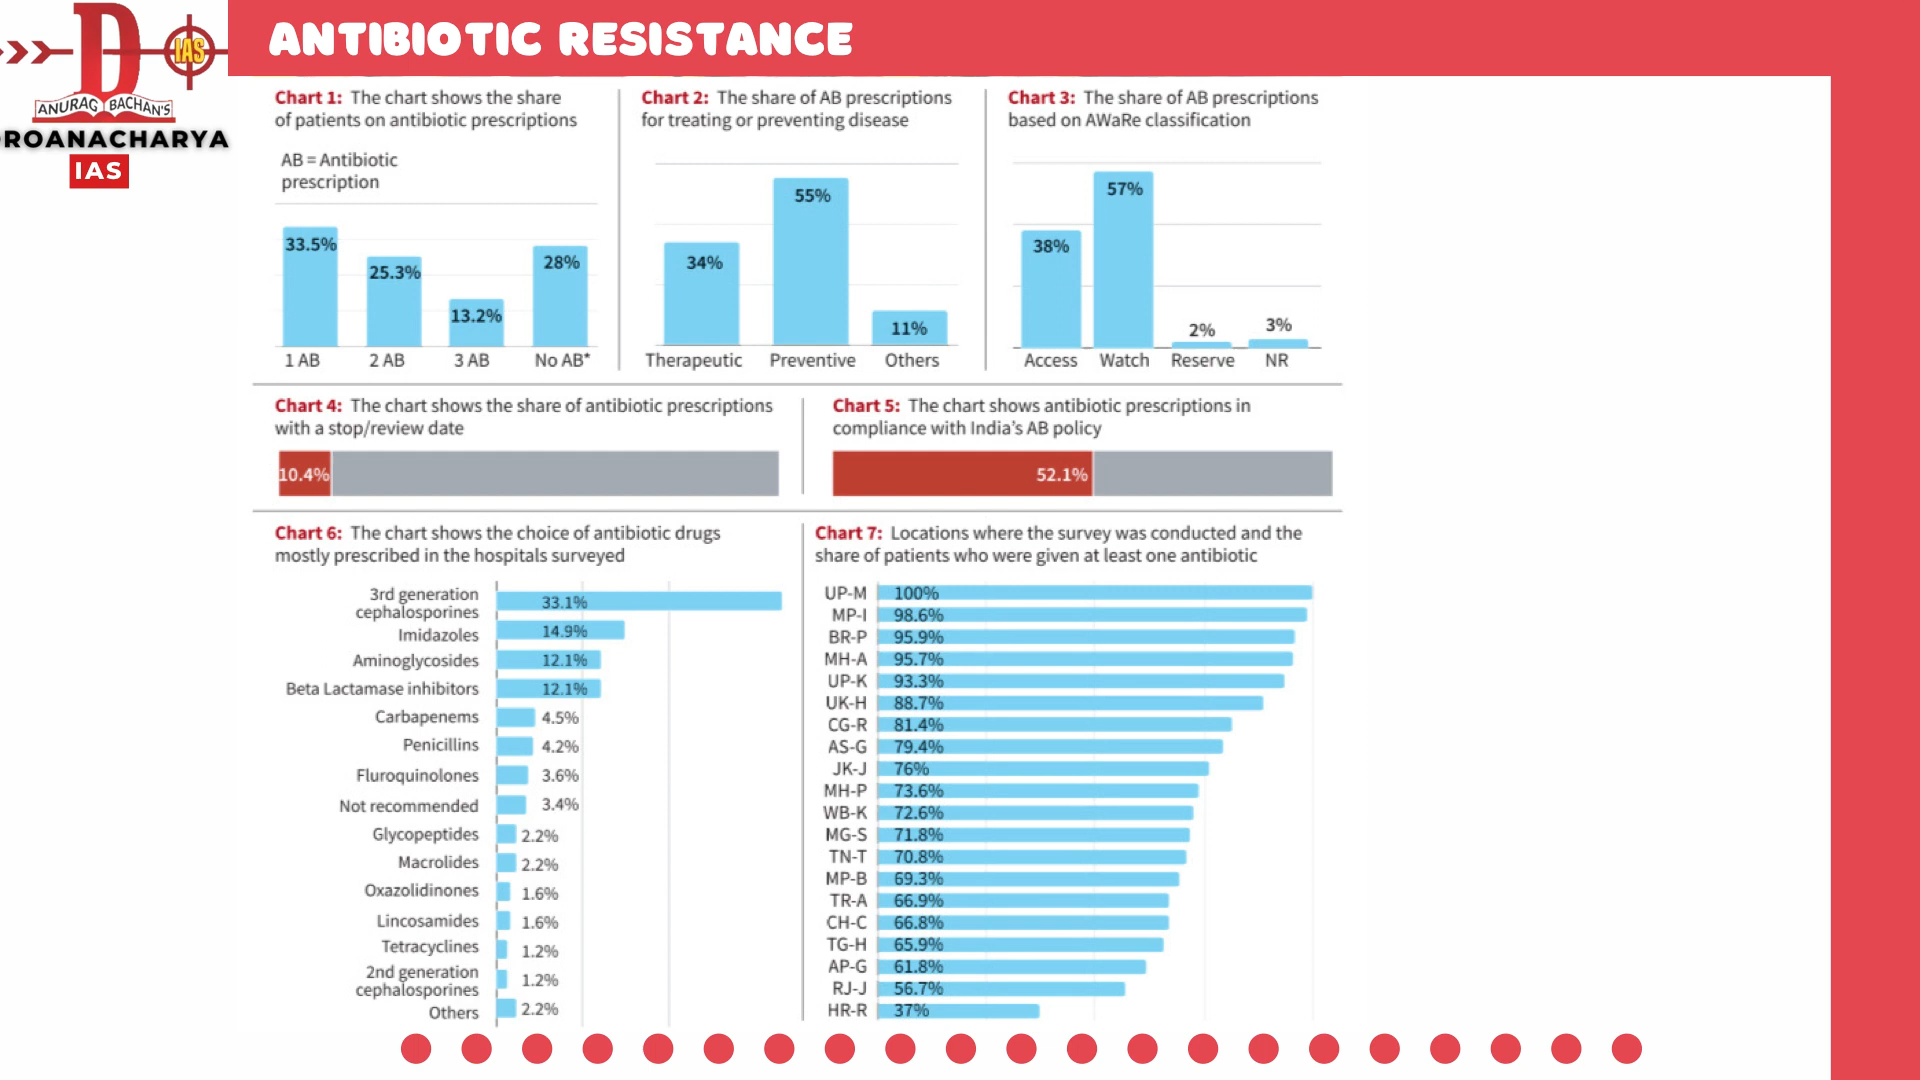 D
IAS
ANURAG BACHAN'S
ROANACHARYA
IAS
ANTIBIOTIC RESISTANCE
Chart 1: The chart shows the share
of patients on antibiotic prescriptions
AB = Antibiotic
prescription
33.5%
25.3%
13.2%
28%
1 AB
2 AB
3 AB
No AB*
Chart 2: The share of AB prescriptions
for treating or preventing disease
34%
55%
11%
Therapeutic
Preventive
Others
Chart 3: The share of AB prescriptions
based on AWaRe classification
38%
57%
2%
3%
Access
Watch
Reserve
NR
Chart 4: The chart shows the share of antibiotic prescriptions
with a stop/review date
10.4%
Chart 5: The chart shows antibiotic prescriptions in
compliance with India's AB policy
52.1%
Chart 6: The chart shows the choice of antibiotic drugs
mostly prescribed in the hospitals surveyed
3rd generation
cephalosporines 33.1%
Imidazoles 14.9%
Aminoglycosides 12.1%
Beta Lactamase inhibitors 12.1%
Carbapenems 4.5%
Penicillins 4.2%
Fluroquinolones 3.6%
Not recommended 3.4%
Glycopeptides 2.2%
Macrolides 2.2%
Oxazolidinones 1.6%
Lincosamides 1.6%
Tetracyclines 1.2%
2nd generation
cephalosporines 1.2%
Others 2.2%
Chart 7: Locations where the survey was conducted and the
share of patients who were given at least one antibiotic
UP-M 100%
MP-I 98.6%
BR-P 95.9%
MH-A 95.7%
UP-K 93.3%
UK-H 88.7%
CG-R 81.4%
AS-G 79.4%
JK-J 76%
MH-P 73.6%
WB-K 72.6%
MG-S 71.8%
TN-T 70.8%
MP-B 69.3%
TR-A 66.9%
CH-C 66.8%
TG-H 65.9%
AP-G 61.8%
RJ-J 56.7%
HR-R 37%